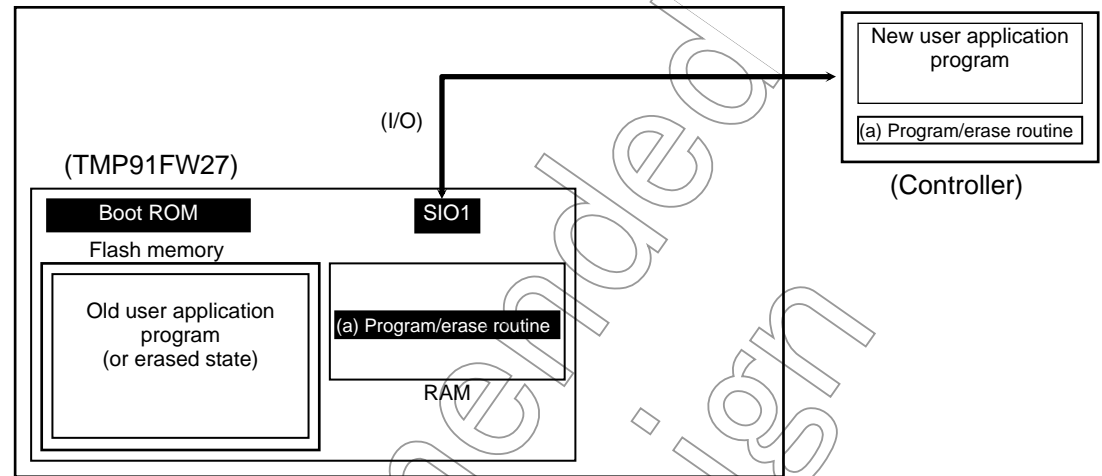 New user application
program
(I/O)
(a) Program/erase routine
(TMP91FW27)
(Controller)
Boot ROM
SIO1
Flash memory
Old user application
program
(or erased state)
(a) Program/erase routine
RAM